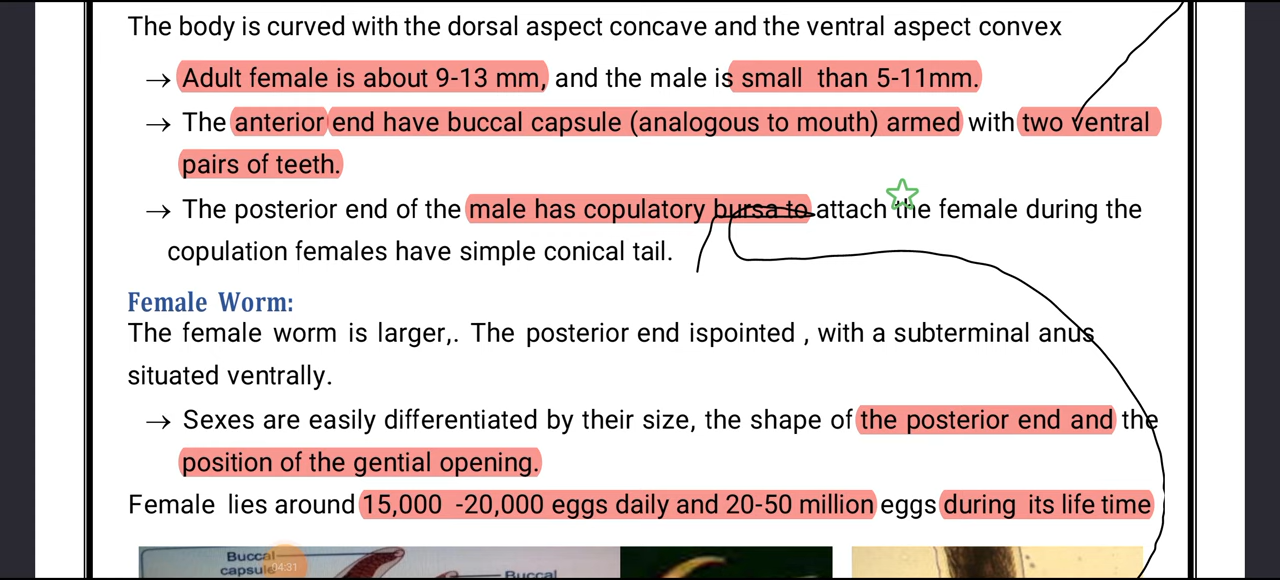 The body is curved with the dorsal aspect concave and the ventral aspect convex
→ Adult female is about 9-13 mm, and the male is small than 5-11mm.
→ The anterior end have buccal capsule (analogous to mouth) armed with two ventral
pairs of teeth.
→ The posterior end of the male has copulatory bursa to attach the female during the
copulation females have simple conical tail.
Female Worm:
The female worm is larger,. The posterior end ispointed , with a subterminal anus
situated ventrally.
→ Sexes are easily differentiated by their size, the shape of the posterior end and the
position of the gential opening.
Female lies around 15,000 -20,000 eggs daily and 20-50 million eggs during its life time
Buccal
capsule
04:31
Buccal